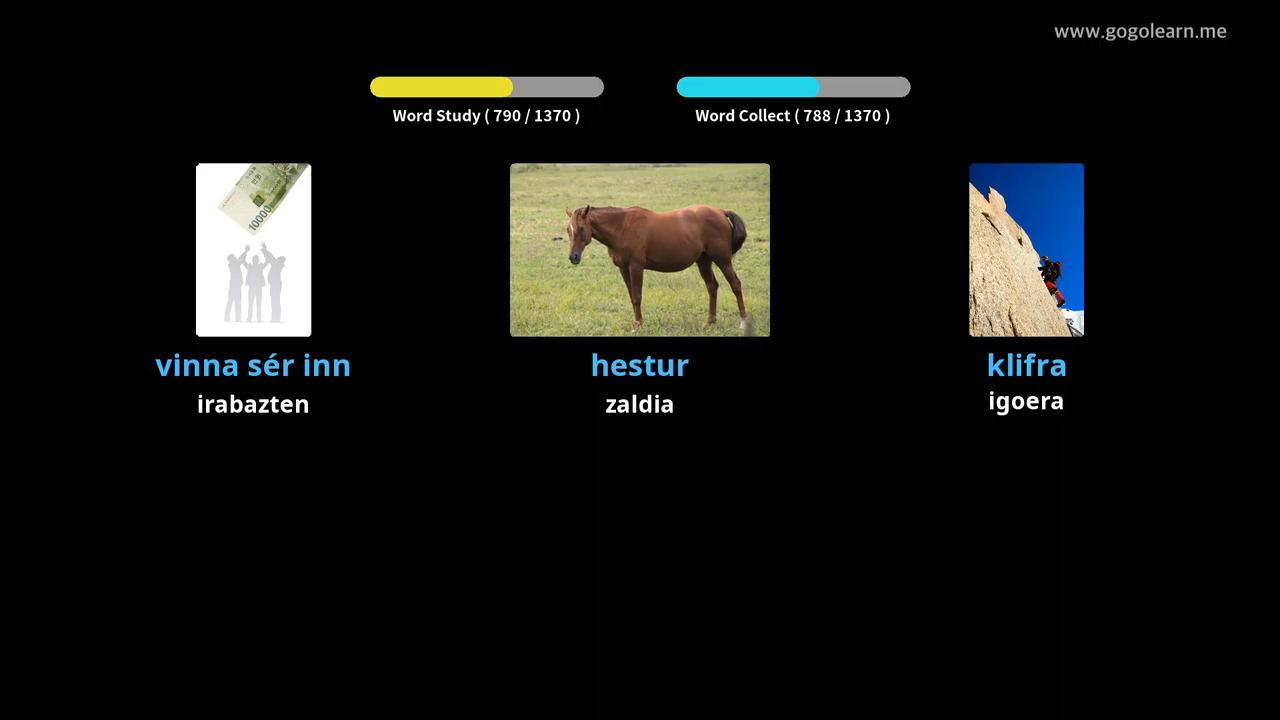 www.gogolearn.me
Word Study ( 790 / 1370 )
Word Collect ( 788 / 1370 )
10000
vinna sér inn
hestur
klifra
irabazten
zaldia
igoera